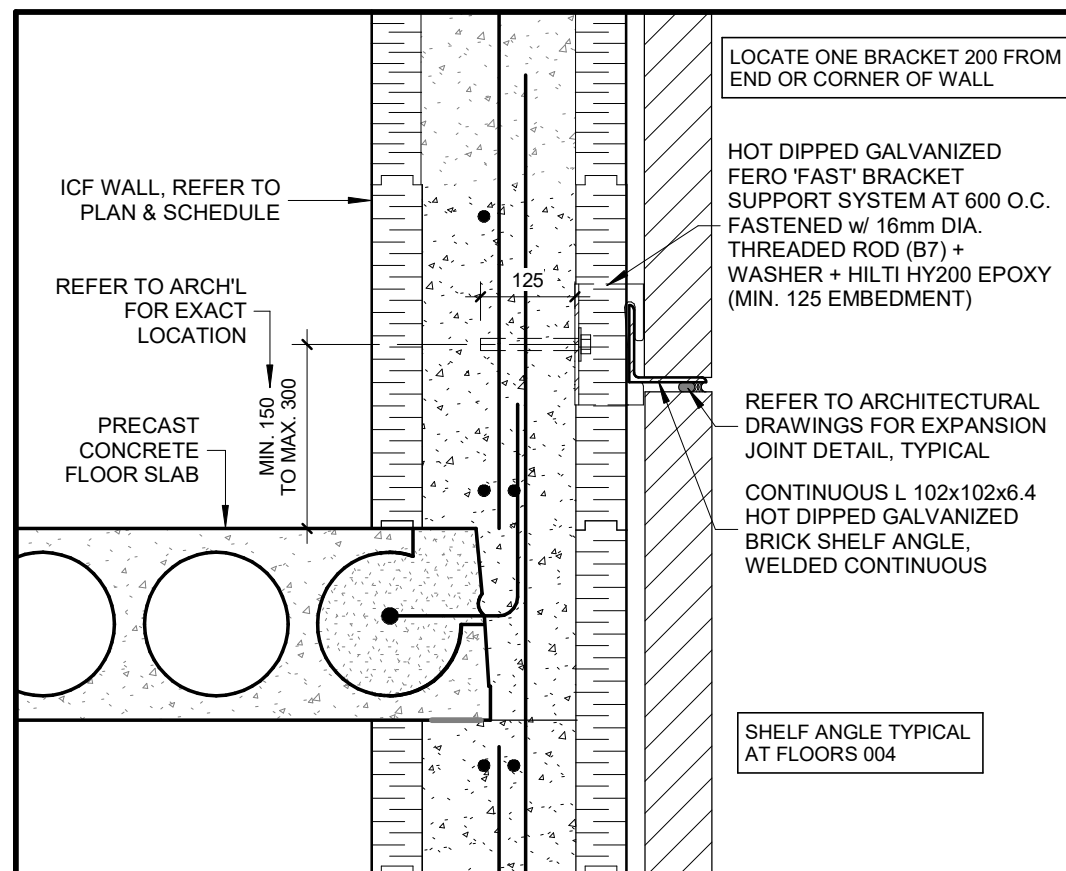 LOCATE ONE BRACKET 200 FROM
END OR CORNER OF WALL
HOT DIPPED GALVANIZED
FERO 'FAST' BRACKET
SUPPORT SYSTEM AT 600 O.C.
FASTENED w/ 16mm DIA.
THREADED ROD (B7) +
WASHER + HILTI HY200 EPOXY
(MIN. 125 EMBEDMENT)
ICF WALL, REFER TO
PLAN & SCHEDULE
REFER TO ARCH'L
FOR EXACT
LOCATION
125
MIN. 150
TO MAX. 300
PRECAST
CONCRETE
FLOOR SLAB
REFER TO ARCHITECTURAL
DRAWINGS FOR EXPANSION
JOINT DETAIL, TYPICAL
CONTINUOUS L 102x102x6.4
HOT DIPPED GALVANIZED
BRICK SHELF ANGLE,
WELDED CONTINUOUS
SHELF ANGLE TYPICAL
AT FLOORS 004